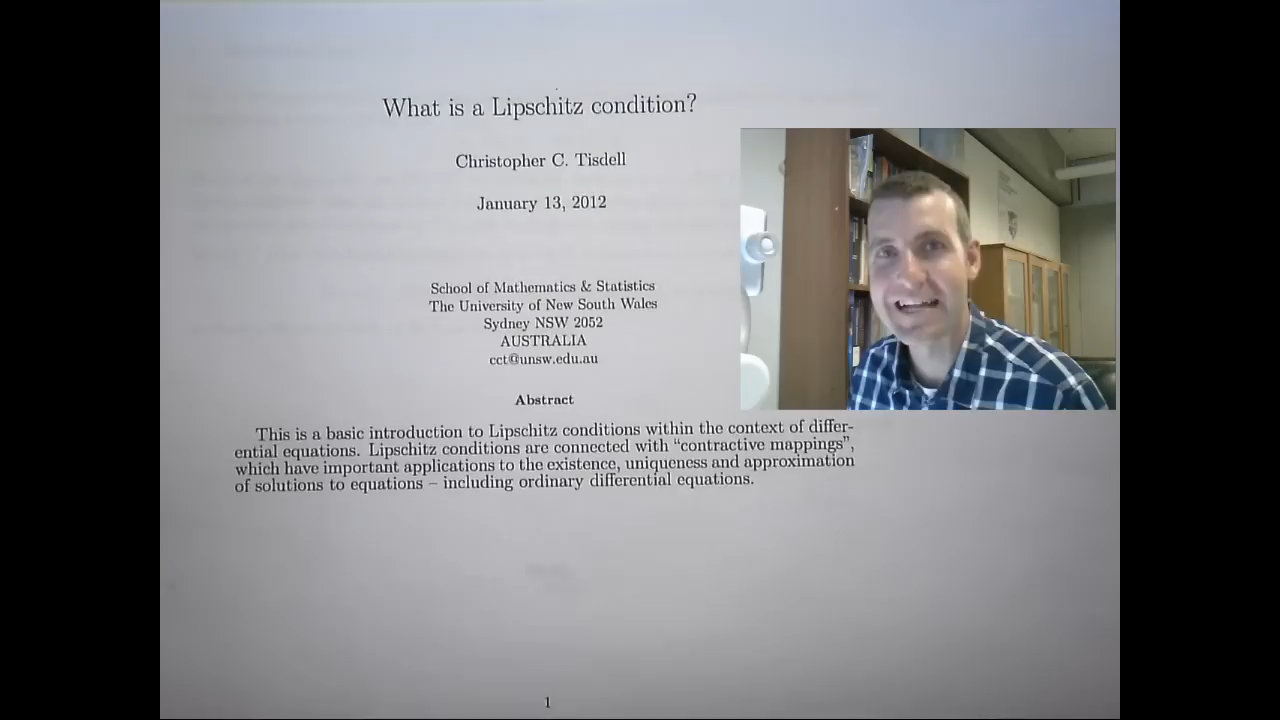 What is a Lipschitz condition?
Christopher C. Tisdell
January 13, 2012
School of Mathematics & Statistics
The University of New South Wales
Sydney NSW 2052
AUSTRALIA
cct@unsw.edu.au
Abstract
This is a basic introduction to Lipschitz conditions within the context of differ-
ential equations. Lipschitz conditions are connected with “contractive mappings”,
which have important applications to the existence, uniqueness and approximation
of solutions to equations – including ordinary differential equations.
1